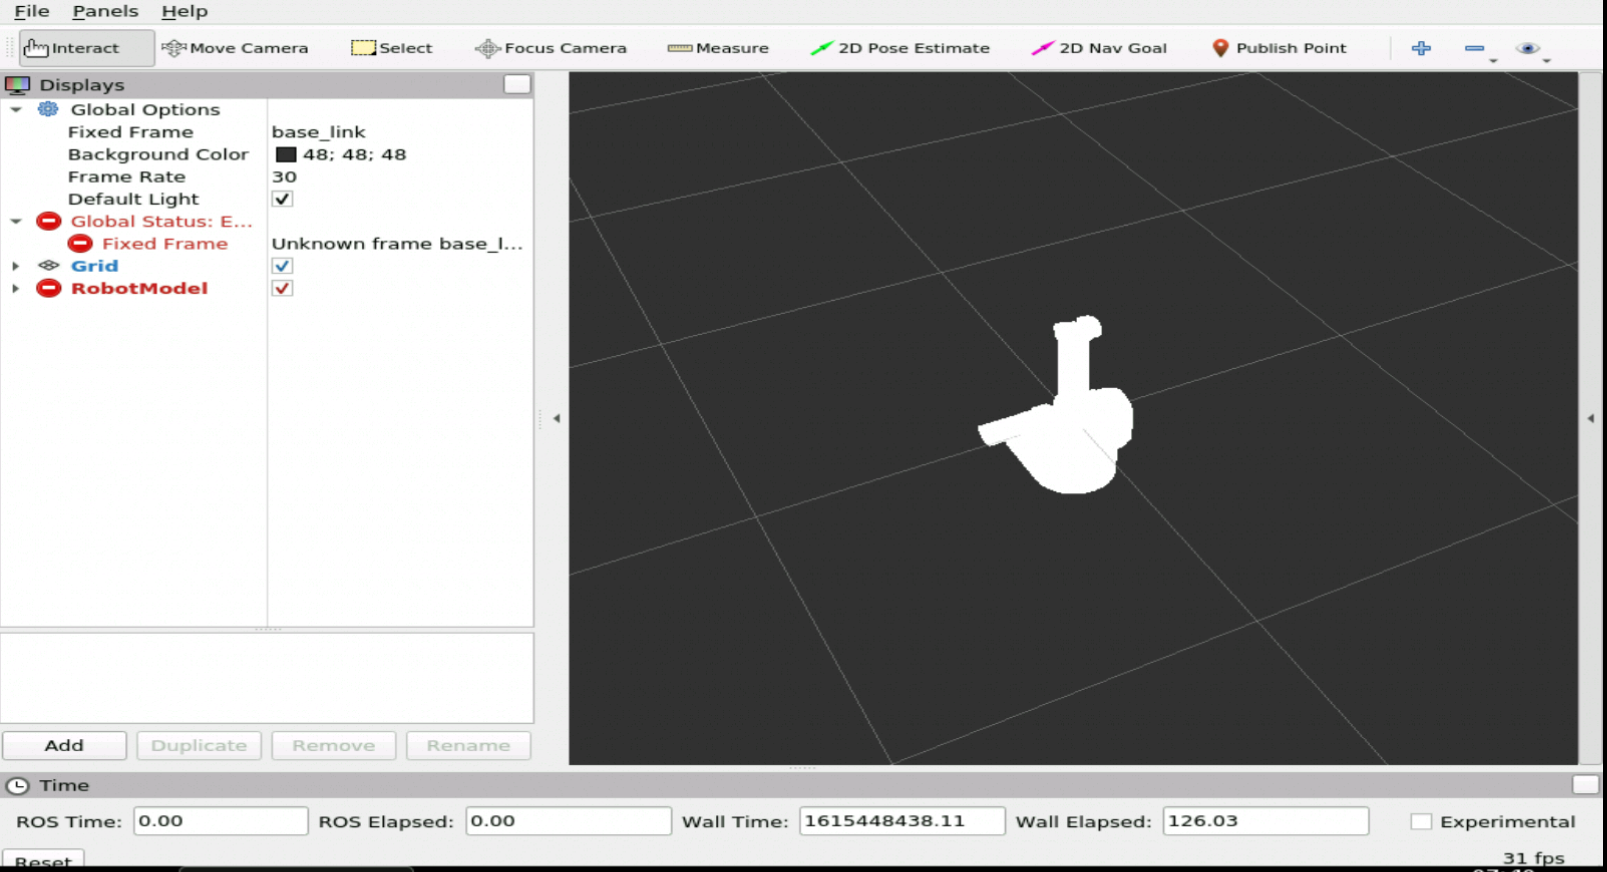 File Panels Help
Interact Move Camera Select Focus Camera Measure 2D Pose Estimate 2D Nav Goal Publish Point
Displays
Global Options
Fixed Frame base_link
Background Color 48; 48; 48
Frame Rate 30
Default Light
Global Status: E...
Fixed Frame Unknown frame base_l...
Grid
RobotModel
Add Duplicate Remove Rename
Time
ROS Time: 0.00 ROS Elapsed: 0.00 Wall Time: 1615448438.11 Wall Elapsed: 126.03 Experimental
Reset 31 fps